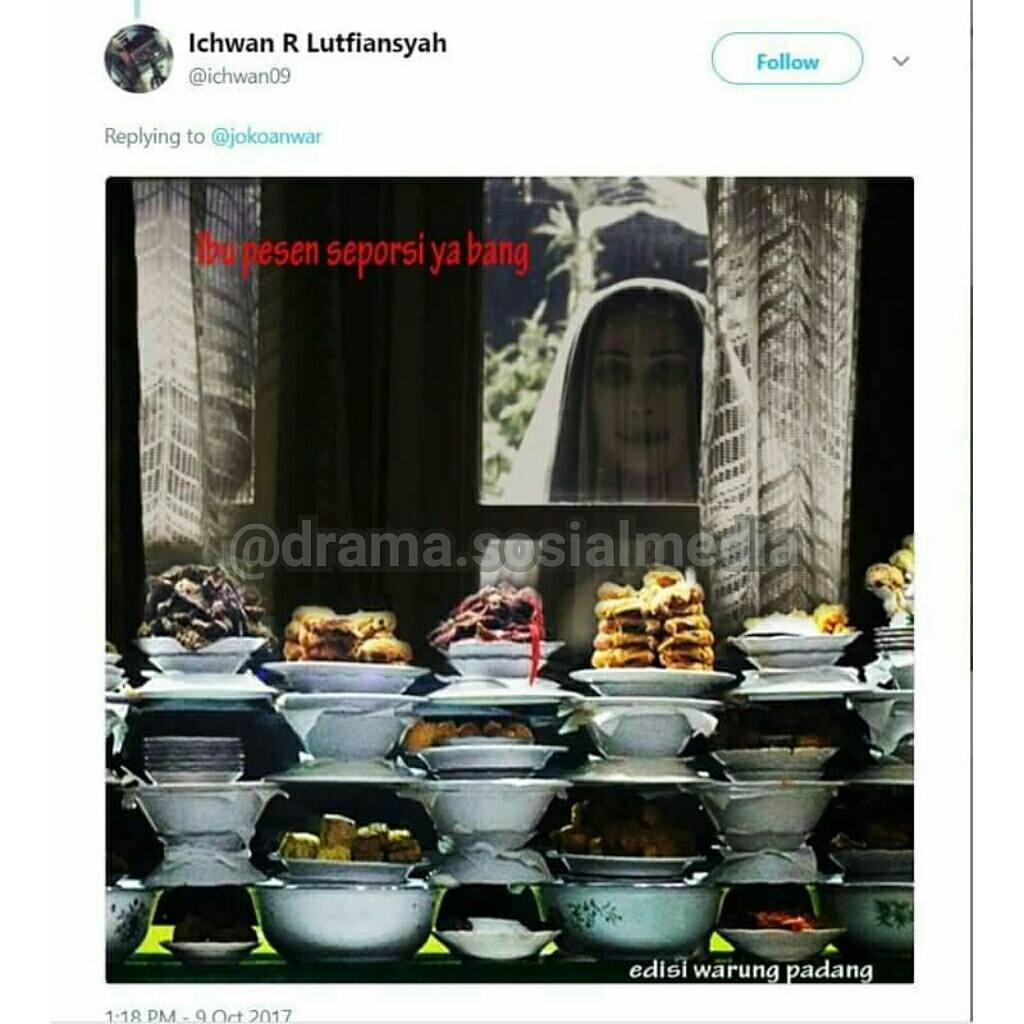 Ichwan R Lutfiansyah
@ichwan09
Follow
Replying to @jokoanwar
Ibu pesen seporsi ya bang
@drama.sosialmedia
edisi warung padang
1:18 PM - 9 Oct 2017